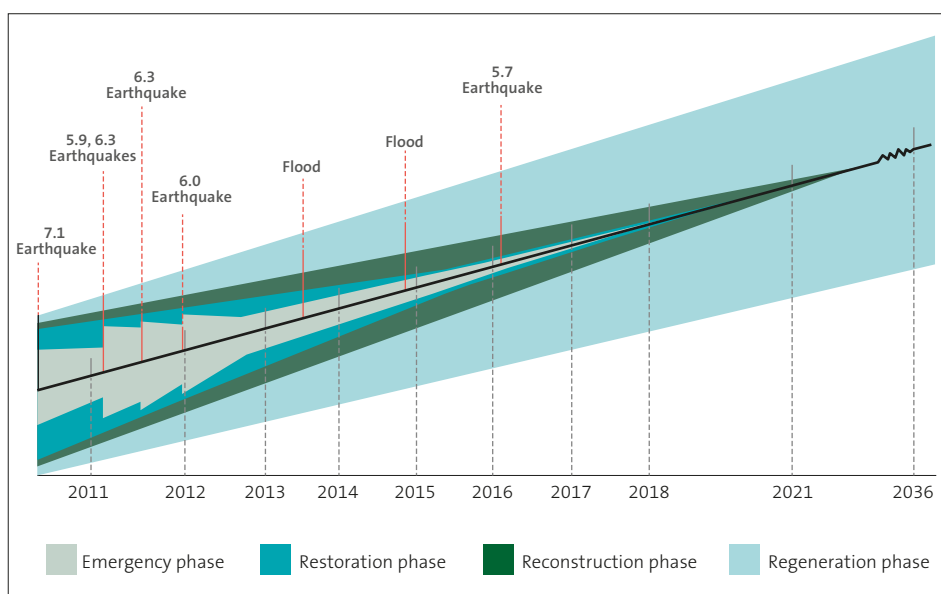 6.3
Earthquake
5.7
Earthquake
5.9, 6.3
Earthquakes
Flood
Flood
6.0
Earthquake
7.1
Earthquake
2011
2012
2013
2014
2015
2016
2017
2018
2021
2036
Emergency phase
Restoration phase
Reconstruction phase
Regeneration phase